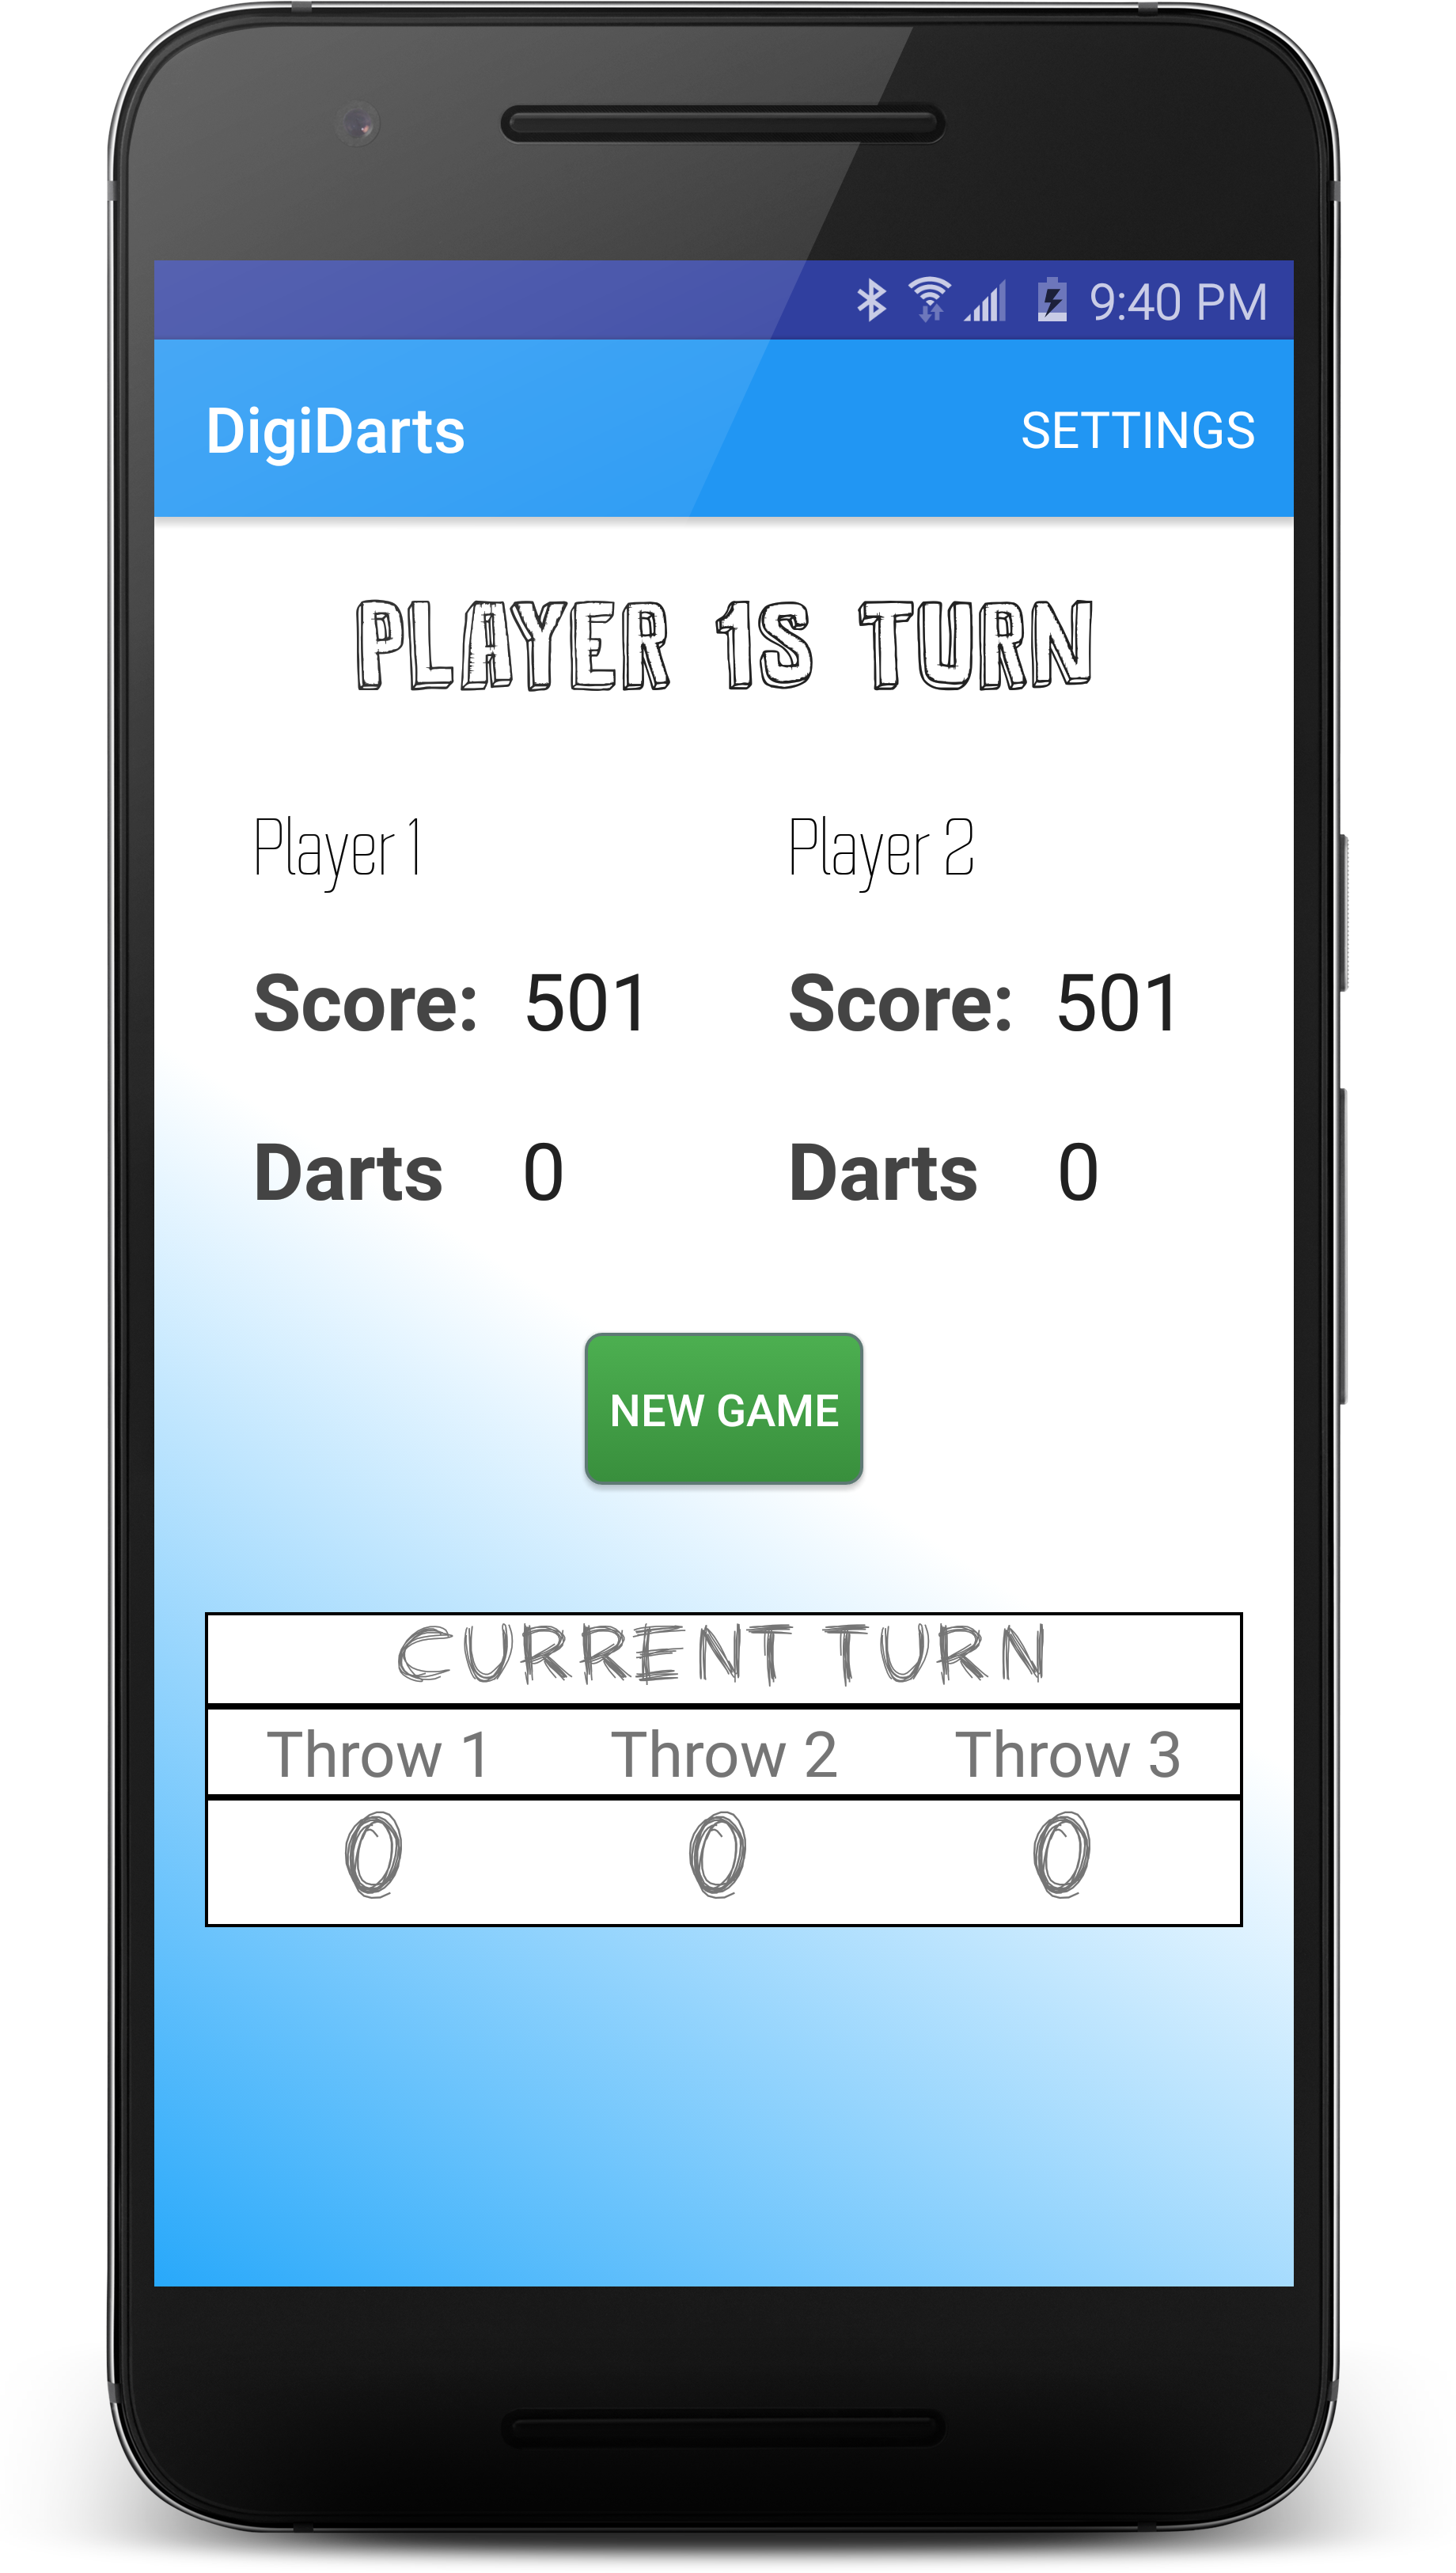 9:40 PM
DigiDarts SETTINGS
PLAYER 1S TURN
Player 1 Player 2
Score: 501 Score: 501
Darts 0 Darts 0
NEW GAME
CURRENT TURN
Throw 1 Throw 2 Throw 3
0 0 0